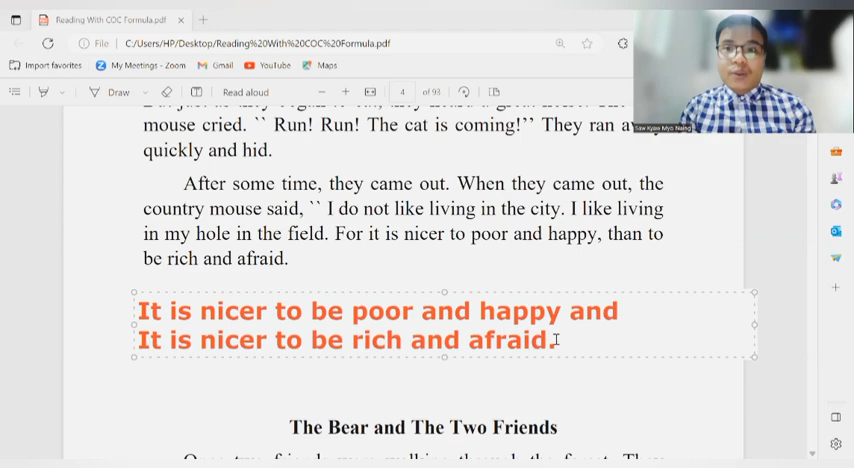 Reading With COC Formula.pdf
File
C:/Users/HP/Desktop/Reading%20With%20COC%20Formula.pdf
Import favorites
My Meetings - Zoom
Gmail
YouTube
Maps
Draw
Read aloud
4 of 93
mouse cried. `` Run! Run! The cat is coming!’’ They ran
quickly and hid.
After some time, they came out. When they came out, the
country mouse said, `` I do not like living in the city. I like living
in my hole in the field. For it is nicer to poor and happy, than to
be rich and afraid.
It is nicer to be poor and happy and
It is nicer to be rich and afraid.
The Bear and The Two Friends